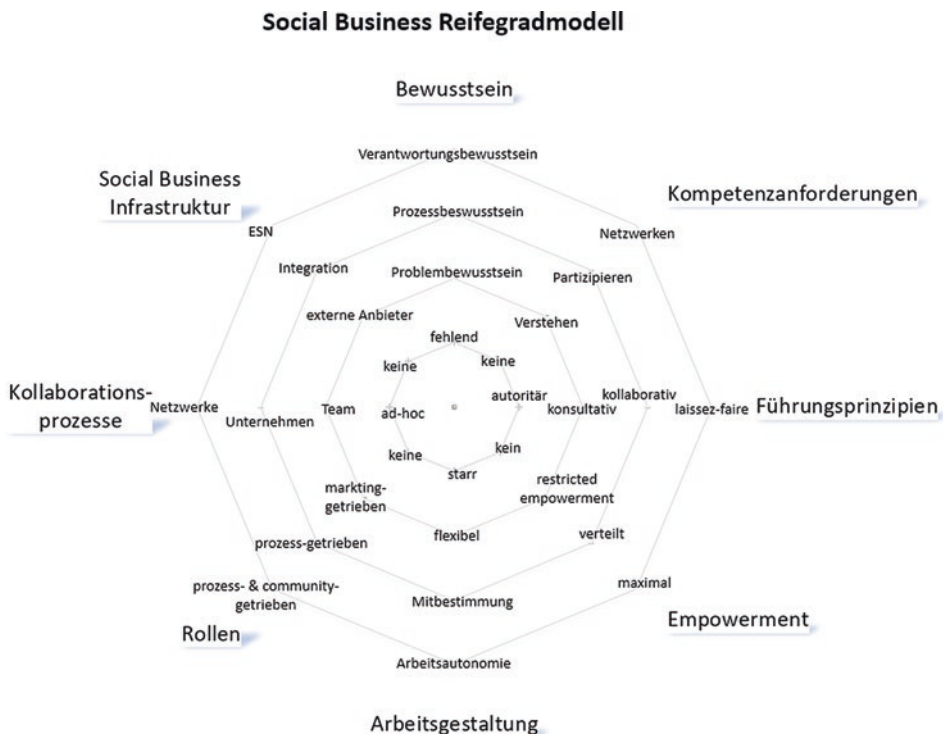 Social Business Reifegradmodell
Bewusstsein
Verantwortungsbewusstsein
Social Business
Infrastruktur
Kompetenzanforderungen
Prozessbeswusstsein
ESN
Netzwerken
Integration
Problembewusstsein
Partizipieren
externe Anbieter
Verstehen
fehlend
keine
keine
Kollaborations-
prozesse
Netzwerke
Unternehmen
Team
ad-hoc
autoritär
konsultativ
kollaborativ
laissez-faire
Führungsprinzipien
keine
kein
starr
markting-
getrieben
restricted
empowerment
flexibel
verteilt
prozess-getrieben
prozess- & community-
getrieben
maximal
Mitbestimmung
Rollen
Empowerment
Arbeitsautonomie
Arbeitsgestaltung